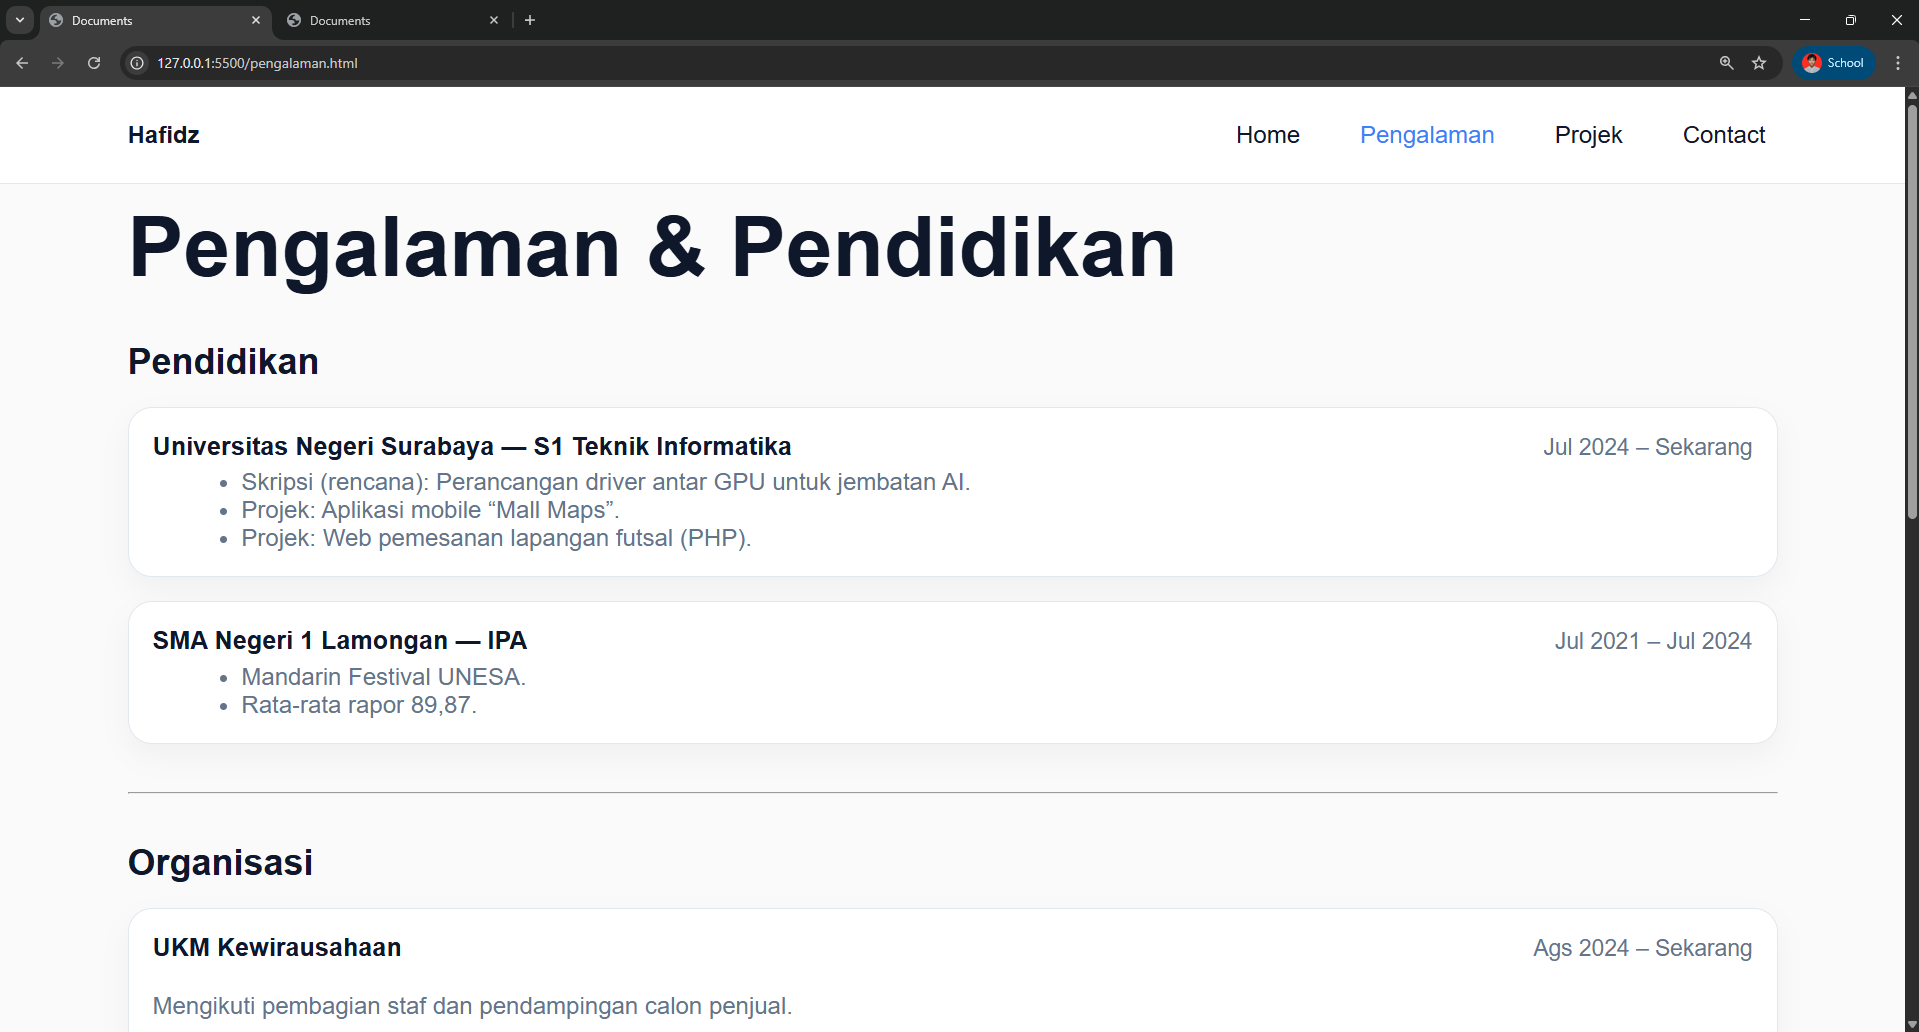 Documents
Documents
127.0.0.1:5500/pengalaman.html
School
Hafidz
Home
Pengalaman
Projek
Contact
Pengalaman & Pendidikan
Pendidikan
Universitas Negeri Surabaya — S1 Teknik Informatika
Jul 2024 – Sekarang
• Skripsi (rencana): Perancangan driver antar GPU untuk jembatan AI.
• Projek: Aplikasi mobile “Mall Maps”.
• Projek: Web pemesanan lapangan futsal (PHP).
SMA Negeri 1 Lamongan — IPA
Jul 2021 – Jul 2024
• Mandarin Festival UNESA.
• Rata-rata rapor 89,87.
Organisasi
UKM Kewirausahaan
Ags 2024 – Sekarang
Mengikuti pembagian staf dan pendampingan calon penjual.